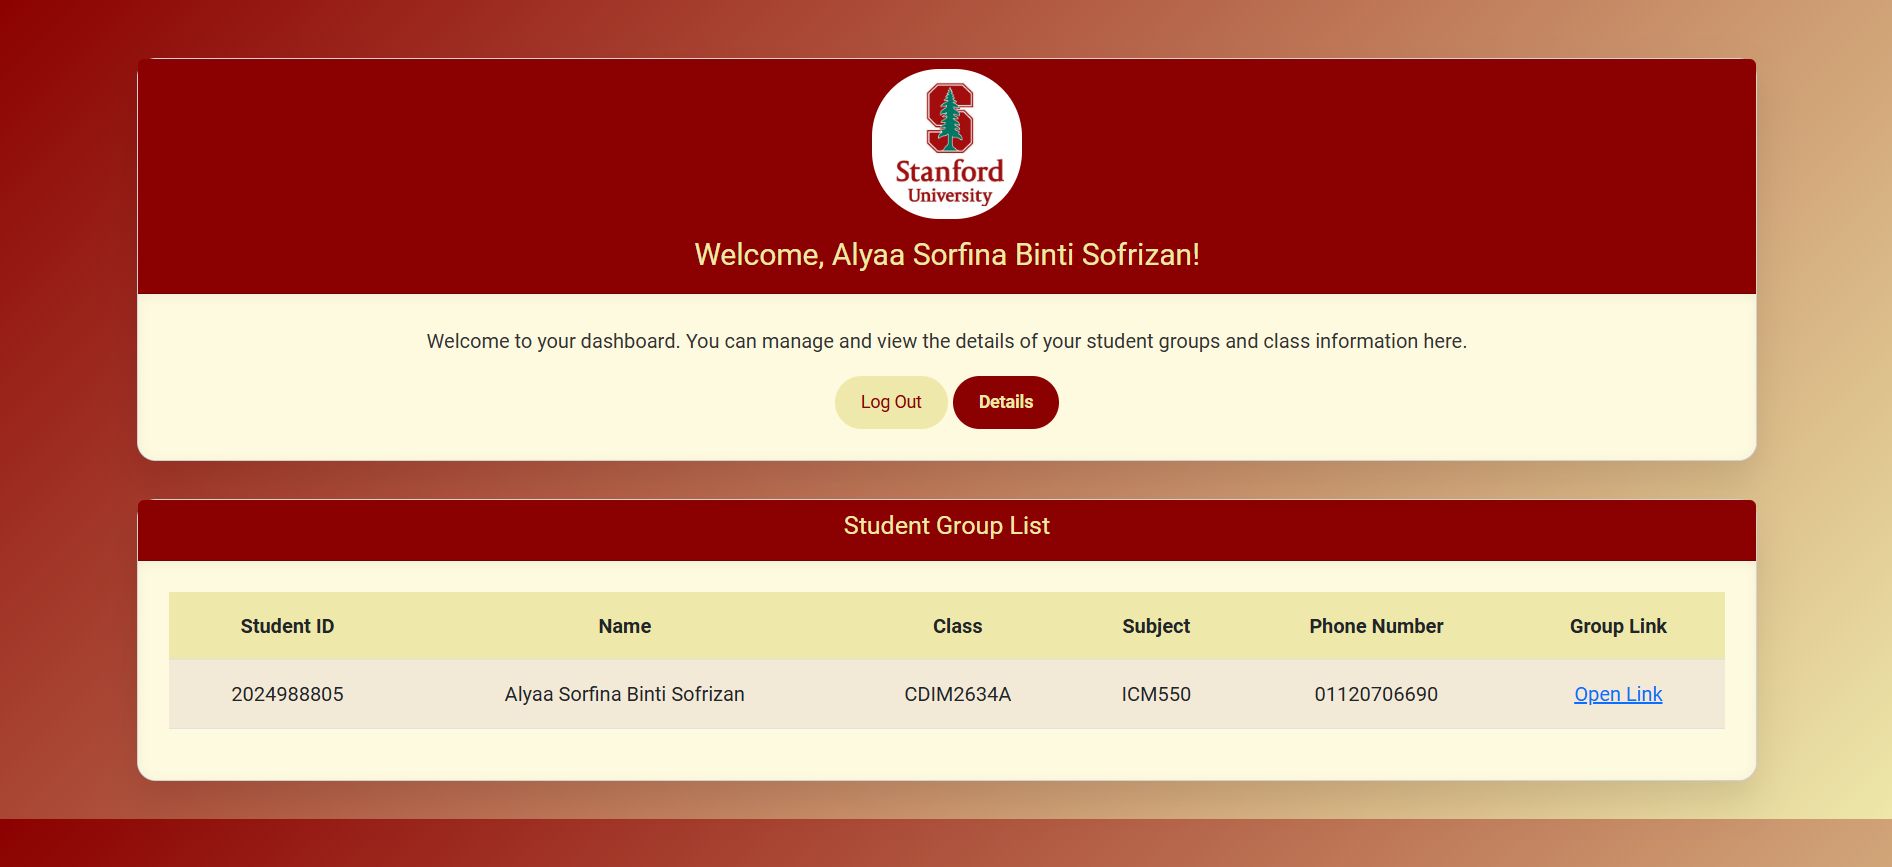 Stanford
University
Welcome, Alyaa Sorfina Binti Sofrizan!
Welcome to your dashboard. You can manage and view the details of your student groups and class information here.
Log Out Details
Student Group List
Student ID Name Class Subject Phone Number Group Link
2024988805 Alyaa Sorfina Binti Sofrizan CDIM2634A ICM550 01120706690 Open Link